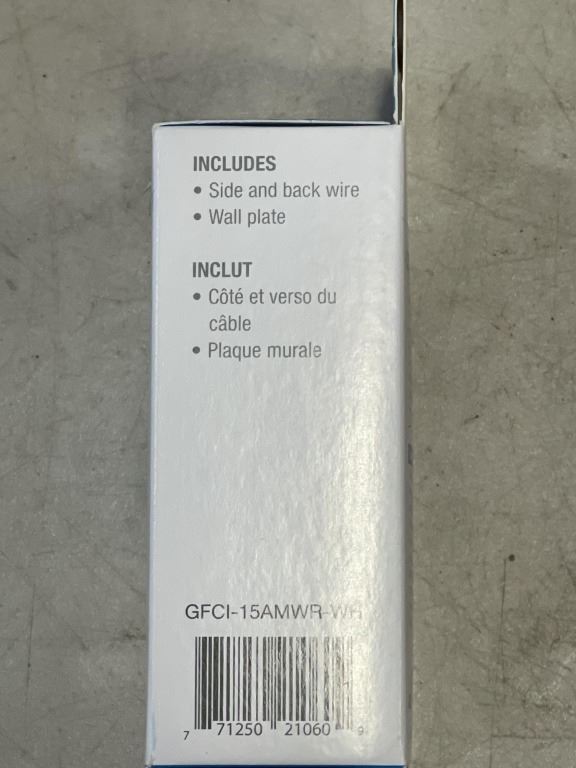 INCLUDES
• Side and back wire
• Wall plate
INCLUT
• Côté et verso du
câble
• Plaque murale
GFCI-15AMWR-WH
7 71250 21060 9